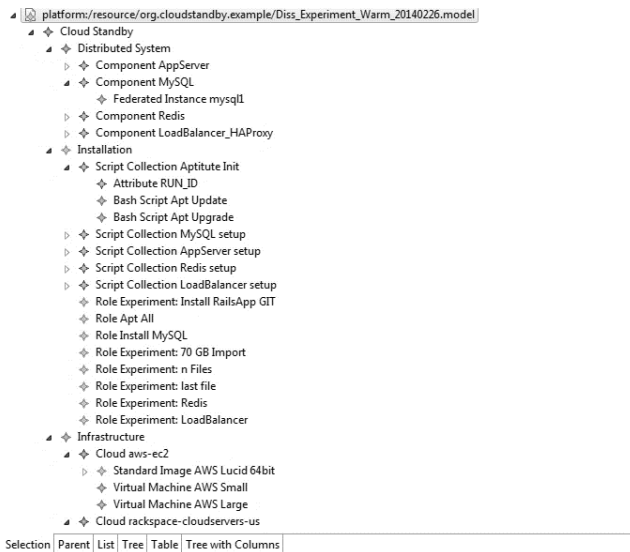 platform:/resource/org.cloudstandby.example/Diss_Experiment_Warm_20140226.model
Cloud Standby
Distributed System
Component AppServer
Component MySQL
Federated Instance mysql1
Component Redis
Component LoadBalancer_HAProxy
Installation
Script Collection Aptitute Init
Attribute RUN_ID
Bash Script Apt Update
Bash Script Apt Upgrade
Script Collection MySQL setup
Script Collection AppServer setup
Script Collection Redis setup
Script Collection LoadBalancer setup
Role Experiment: Install RailsApp GIT
Role Apt All
Role Install MySQL
Role Experiment: 70 GB Import
Role Experiment: n Files
Role Experiment: last file
Role Experiment: Redis
Role Experiment: LoadBalancer
Infrastructure
Cloud aws-ec2
Standard Image AWS Lucid 64bit
Virtual Machine AWS Small
Virtual Machine AWS Large
Cloud rackspace-cloudservers-us
Selection Parent List Tree Table Tree with Columns